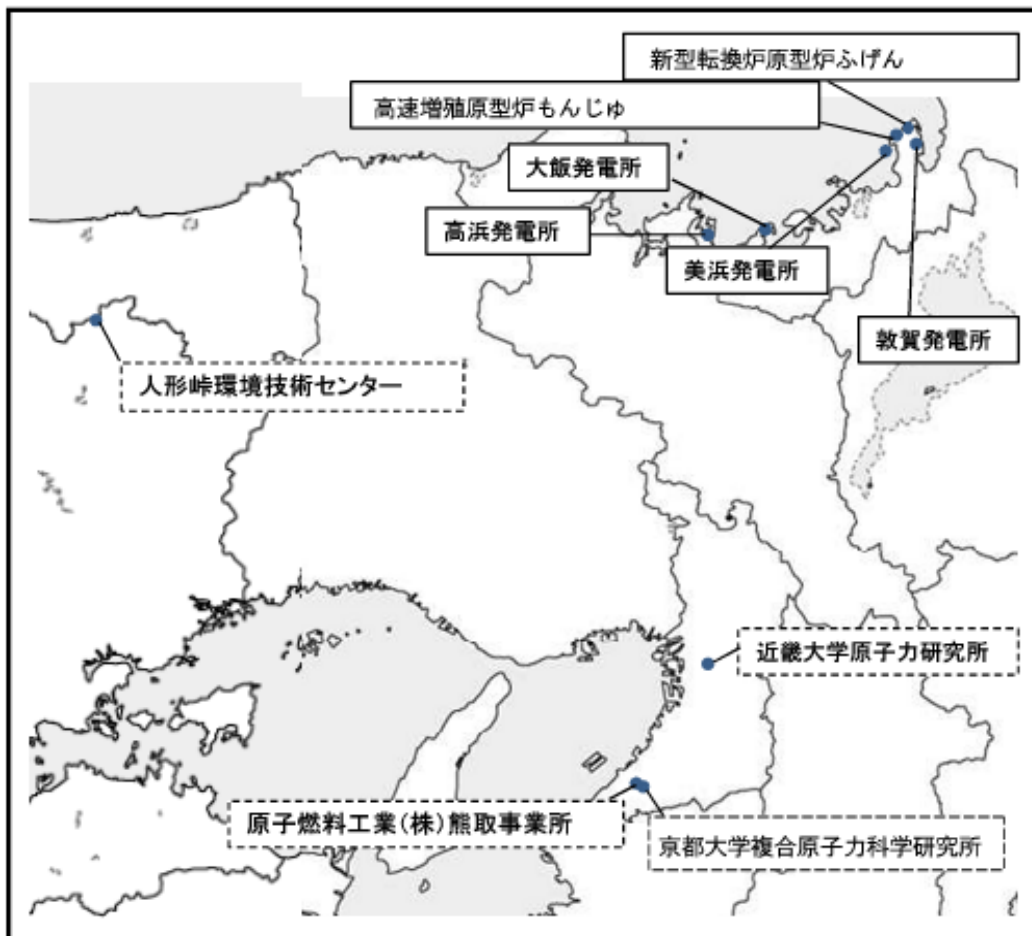 新型転換炉原型炉ふげん
高速増殖原型炉もんじゅ
大飯発電所
高浜発電所
美浜発電所
敦賀発電所
人形峠環境技術センター
近畿大学原子力研究所
原子燃料工業(株)熊取事業所
京都大学複合原子力科学研究所